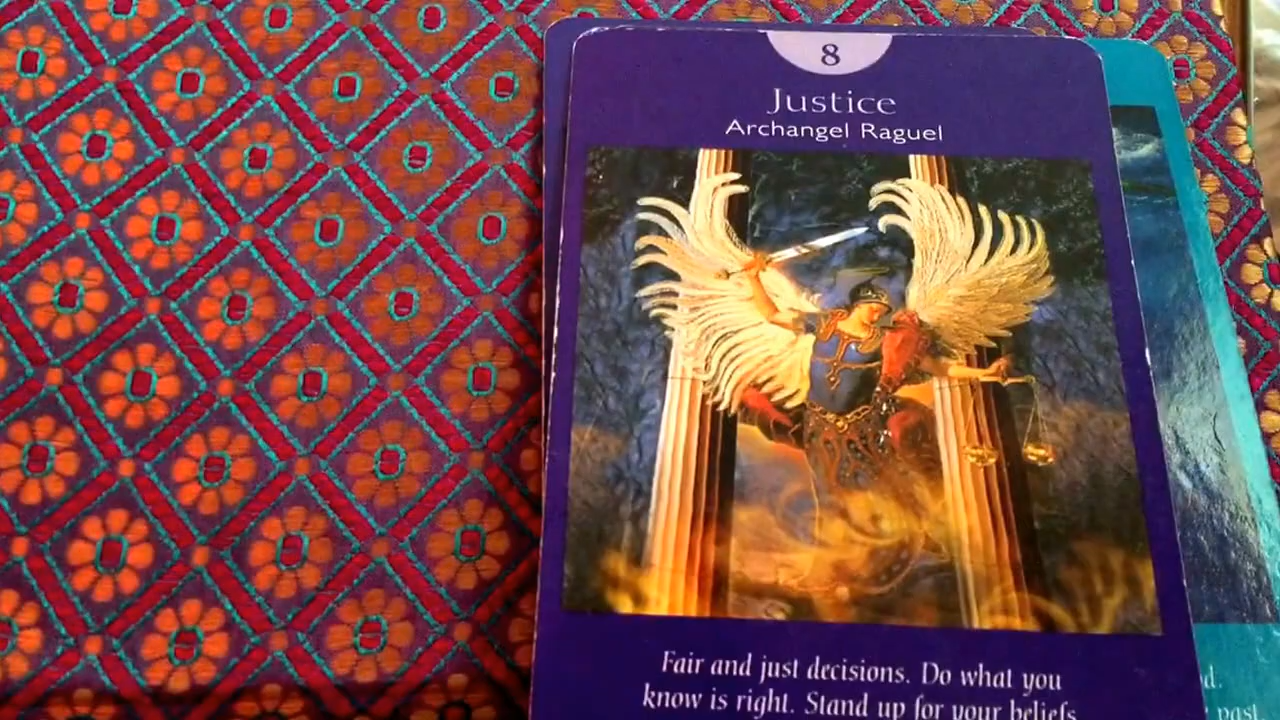 8
Justice
Archangel Raguel
Fair and just decisions. Do what you
know is right. Stand up for your beliefs
d.
past